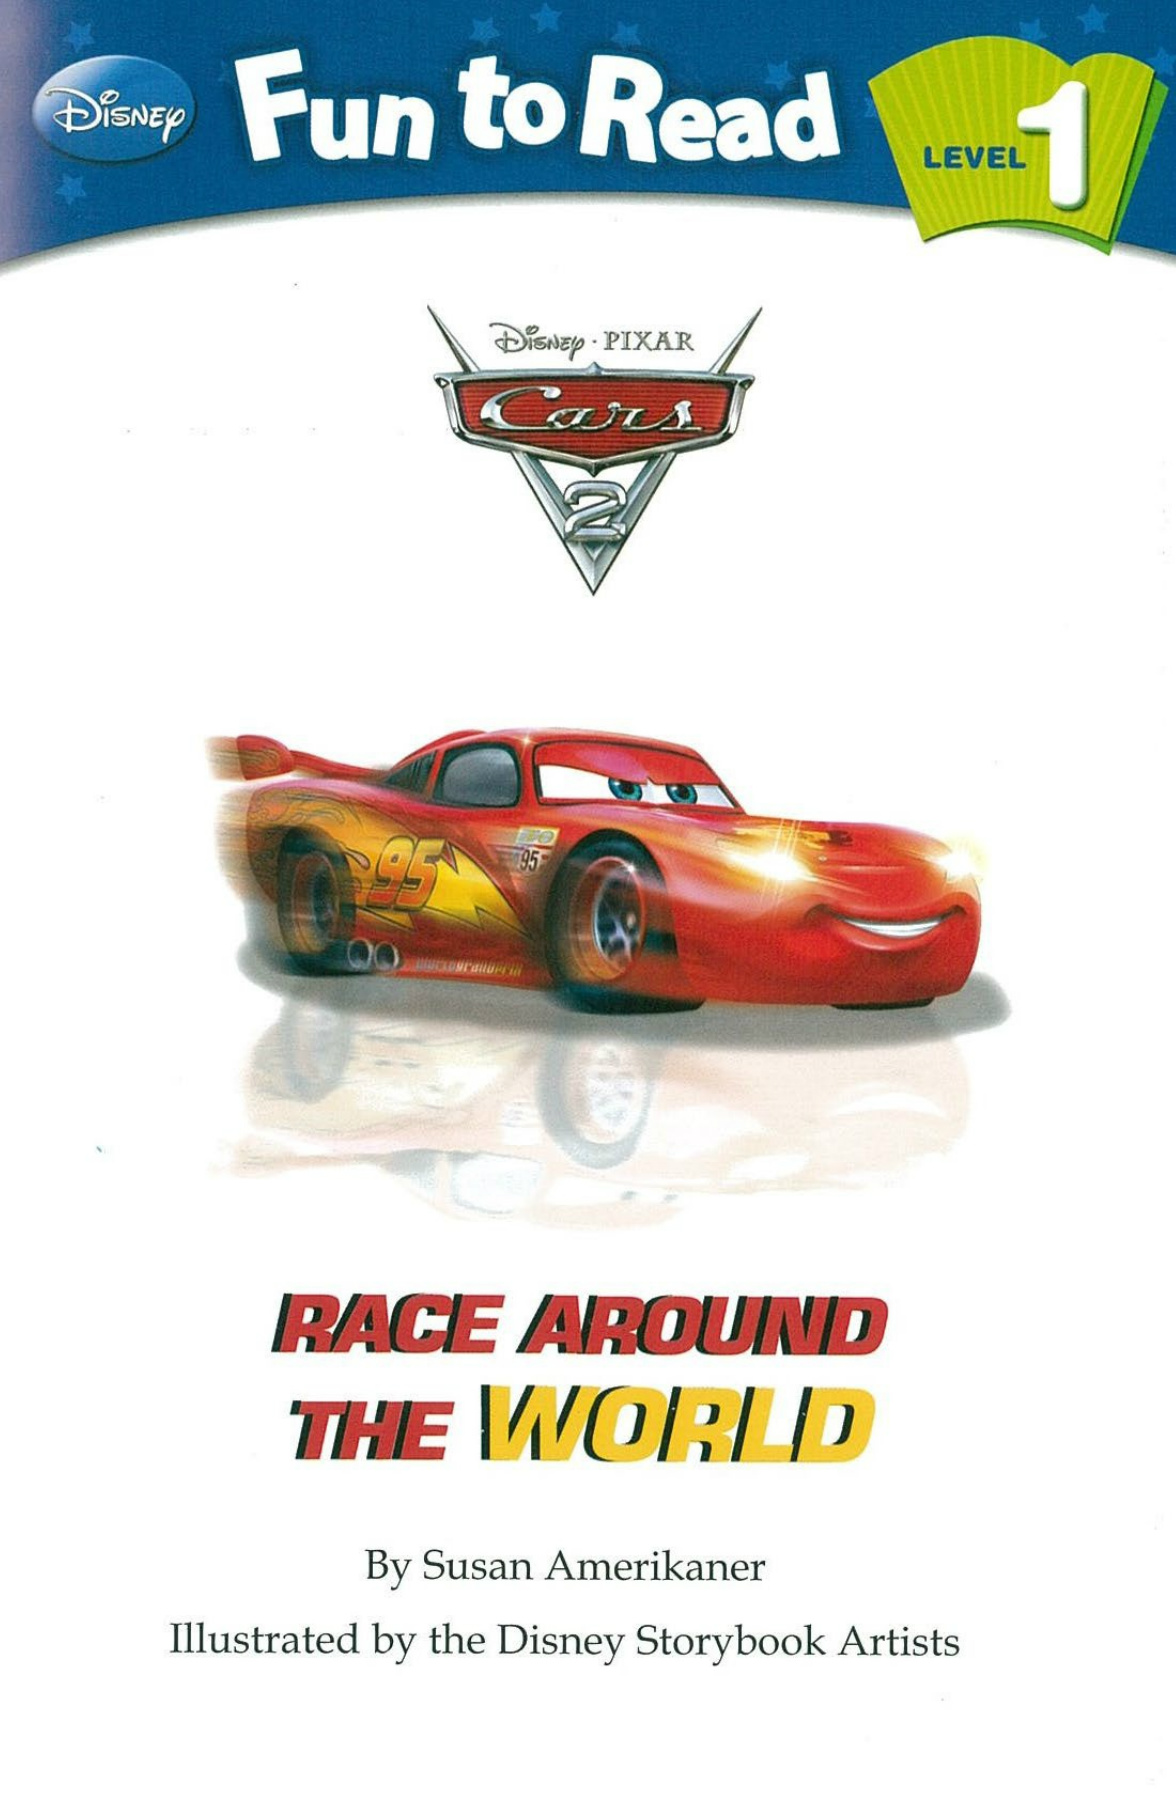 Disney
Fun to Read
LEVEL 1
Disney · PIXAR
Cars
2
95
95
RACE AROUND
THE WORLD
By Susan Amerikaner
Illustrated by the Disney Storybook Artists